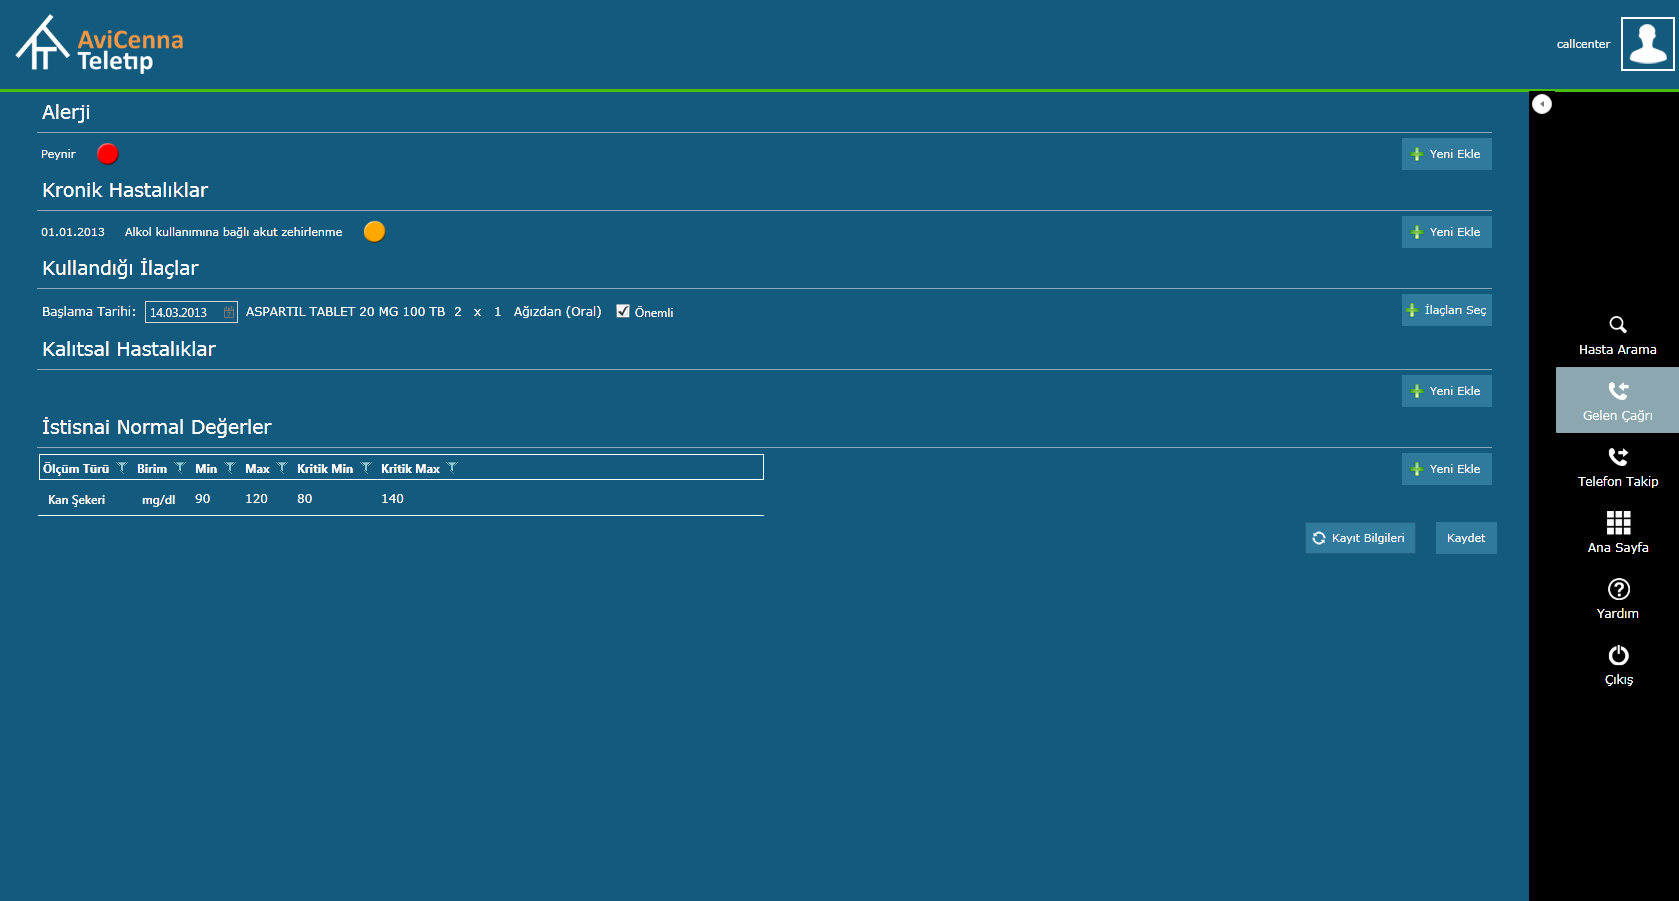 AviCenna
Teletıp
callcenter
Alerji
Peynir
Yeni Ekle
Kronik Hastalıklar
01.01.2013 Alkol kullanımına bağlı akut zehirlenme
Yeni Ekle
Kullandığı İlaçlar
Başlama Tarihi: 14.03.2013 ASPARTIL TABLET 20 MG 100 TB 2 x 1 Ağızdan (Oral) Önemli
İlaçları Seç
Kalıtsal Hastalıklar
Yeni Ekle
İstisnai Normal Değerler
Ölçüm Türü Birim Min Max Kritik Min Kritik Max
Yeni Ekle
Kan Şekeri mg/dl 90 120 80 140
Kayıt Bilgileri Kaydet
Hasta Arama
Gelen Çağrı
Telefon Takip
Ana Sayfa
Yardım
Çıkış